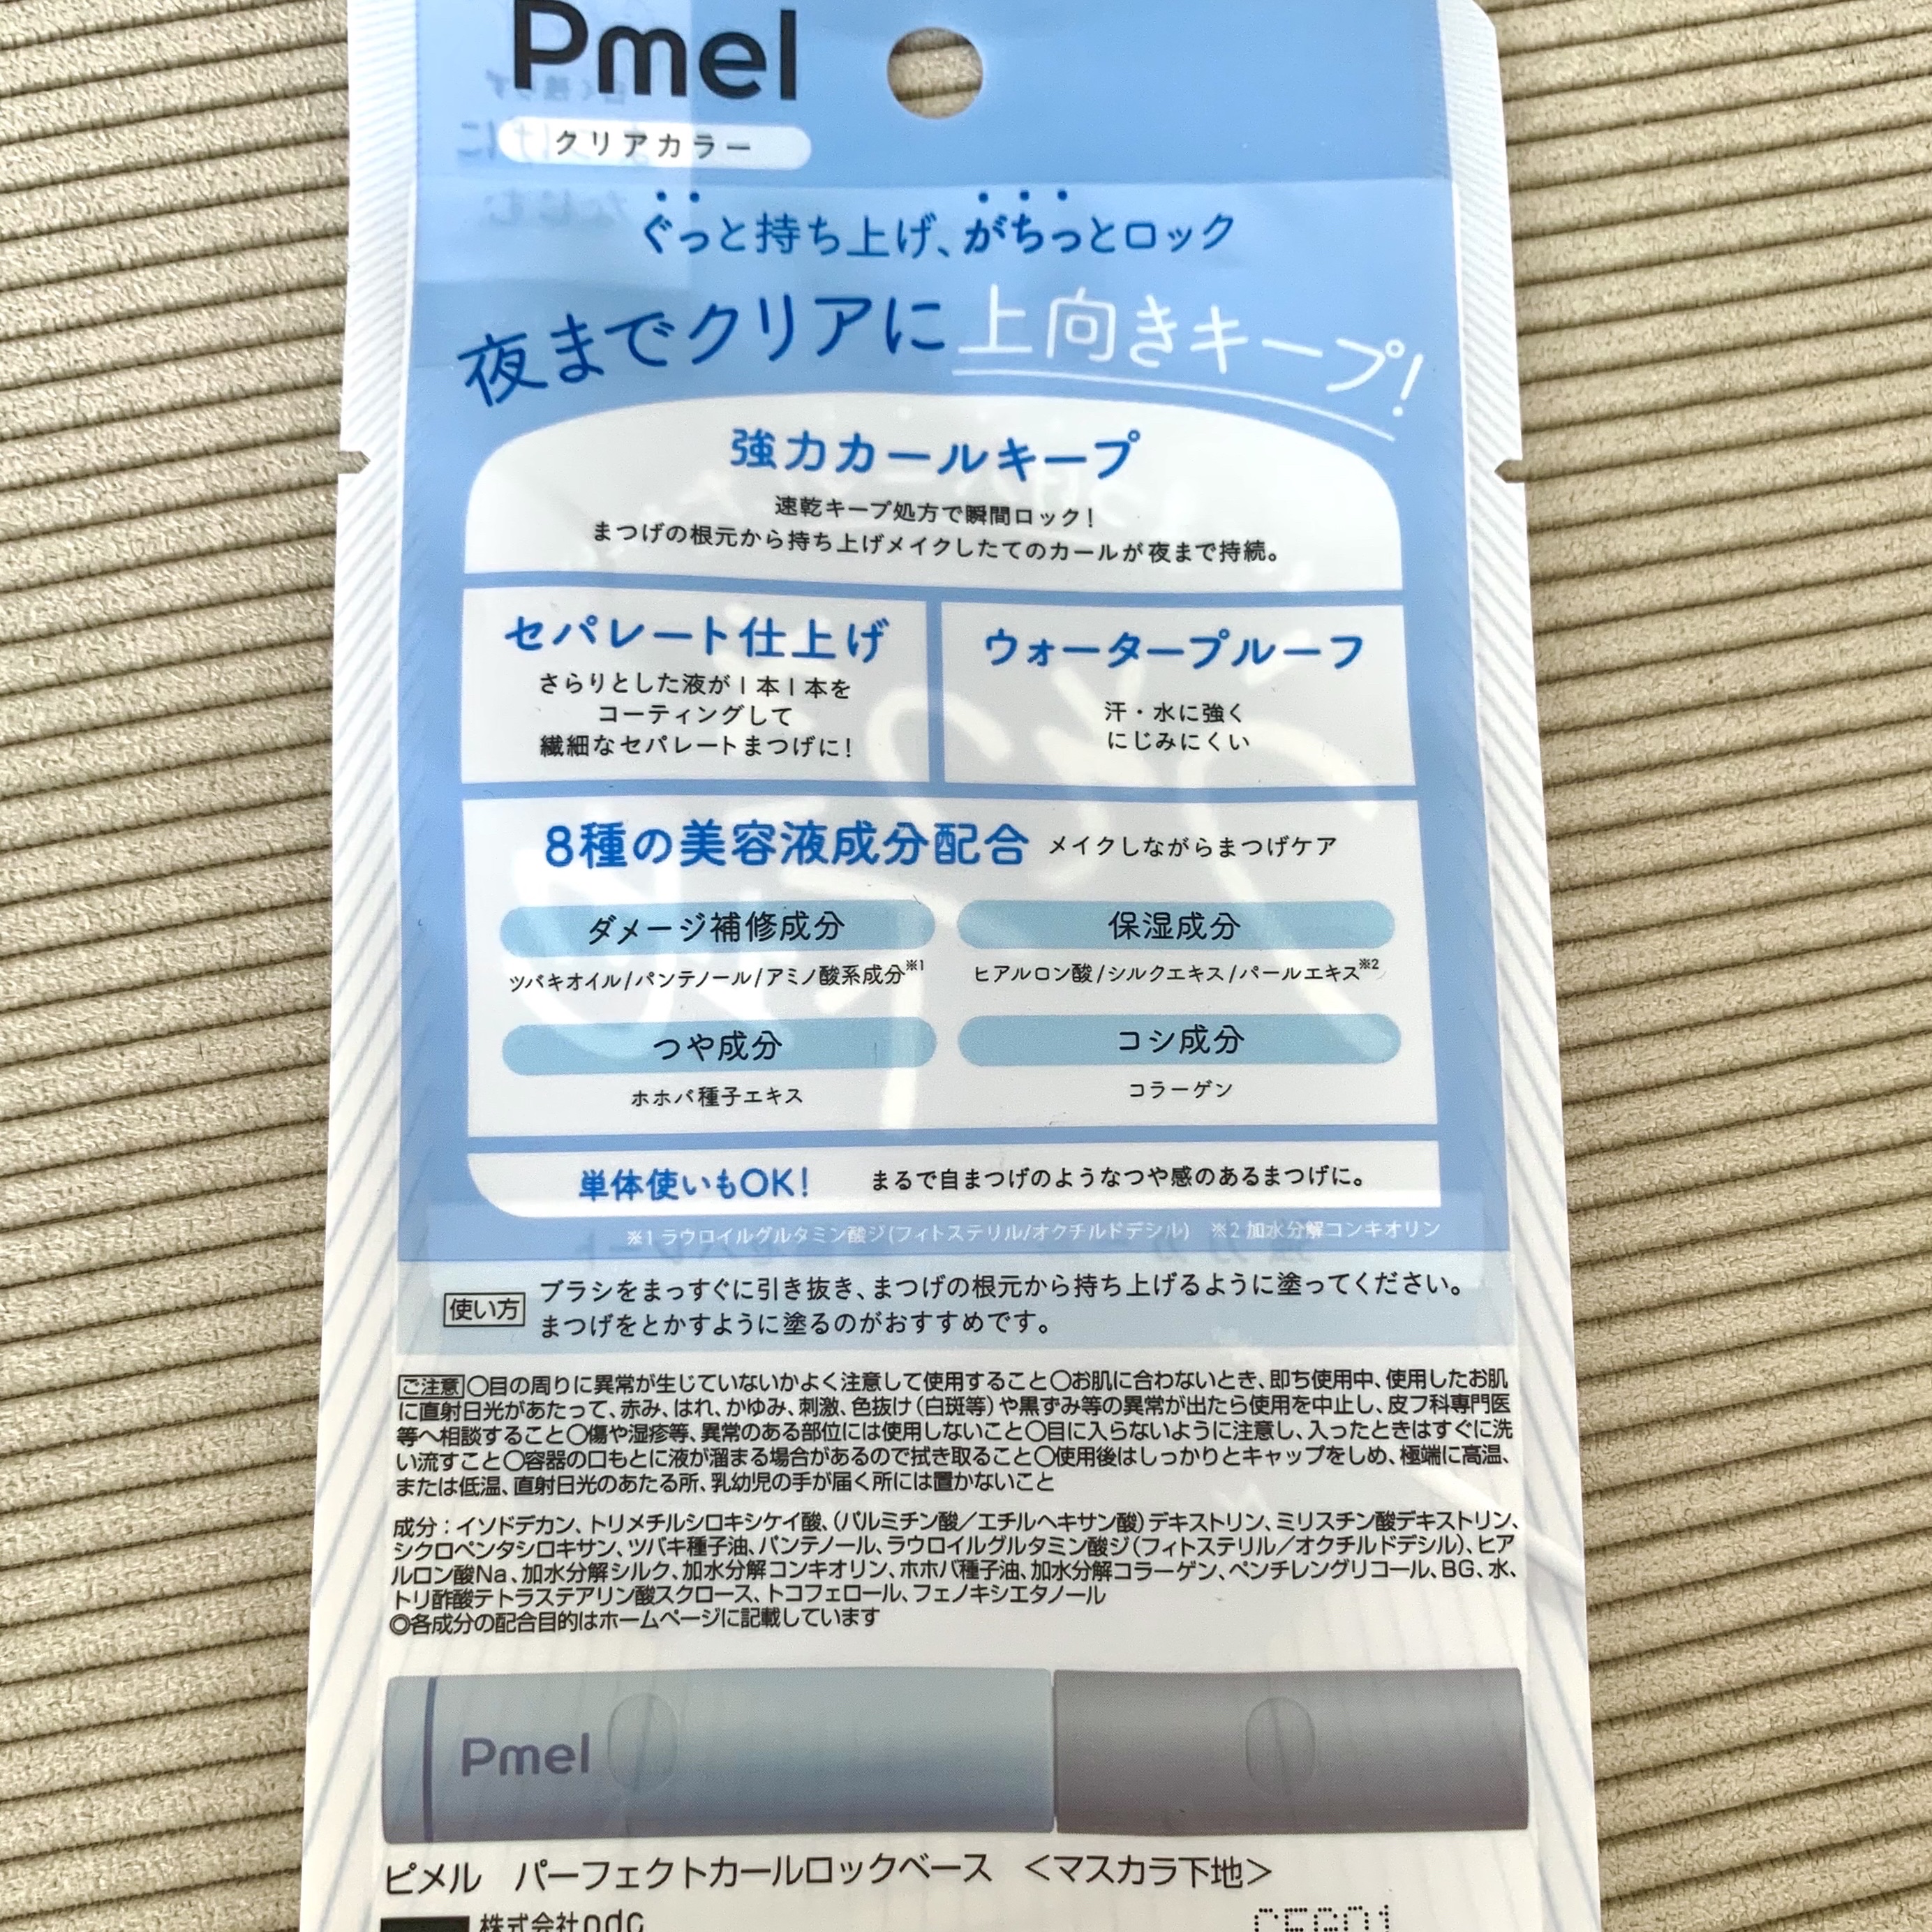 Pmel
クリアカラー
ぐっと持ち上げ、がちっとロック
夜までクリアに上向きキープ!
強力カールキープ
速乾キープ処方で瞬間ロック!
まつげの根元から持ち上げメイクしたてのカールが夜まで持続。
セパレート仕上げ
さらりとした液が1本1本を
コーティングして
繊細なセパレートまつげに!
ウォータープルーフ
汗・水に強く
にじみにくい
8種の美容液成分配合 メイクしながらまつげケア
ダメージ補修成分
ツバキオイル/パンテノール/アミノ酸系成分※1
保湿成分
ヒアルロン酸/シルクエキス/パールエキス※2
つや成分
ホホバ種子エキス
コシ成分
コラーゲン
単体使いもOK! まるで自まつげのようなつや感のあるまつげに。
※1 ラウロイルグルタミン酸ジ(フィトステリル/オクチルドデシル) ※2 加水分解コンキオリン
使い方 ブラシをまっすぐに引き抜き、まつげの根元から持ち上げるように塗ってください。
まつげをとかすように塗るのがおすすめです。
ご注意 〇目の周りに異常が生じていないかよく注意して使用すること〇お肌に合わないとき、即ち使用中、使用したお肌
に直射日光があたって、赤み、はれ、かゆみ、刺激、色抜け(白斑等)や黒ずみ等の異常が出たら使用を中止し、皮フ科専門医
等へ相談すること〇傷や湿疹等、異常のある部位には使用しないこと〇目に入らないように注意し、入ったときはすぐに洗
い流すこと〇容器の口もとに液が溜まる場合があるので拭き取ること〇使用後はしっかりとキャップをしめ、極端に高温、
または低温、直射日光のあたる所、乳幼児の手が届く所には置かないこと
成分:イソドデカン、トリメチルシロキシケイ酸、(パルミチン酸/エチルヘキサン酸)デキストリン、ミリスチン酸デキストリン、
シクロペンタシロキサン、ツバキ種子油、パンテノール、ラウロイルグルタミン酸ジ(フィトステリル/オクチルドデシル)、ヒア
ルロン酸Na、加水分解シルク、加水分解コンキオリン、ホホバ種子油、加水分解コラーゲン、ペンチレングリコール、BG、水、
トリ酢酸テトラステアリン酸スクロース、トコフェロール、フェノキシエタノール
◎各成分の配合目的はホームページに記載しています
Pmel
ピメル パーフェクトカールロックベース <マスカラ下地>
株式会社pdc